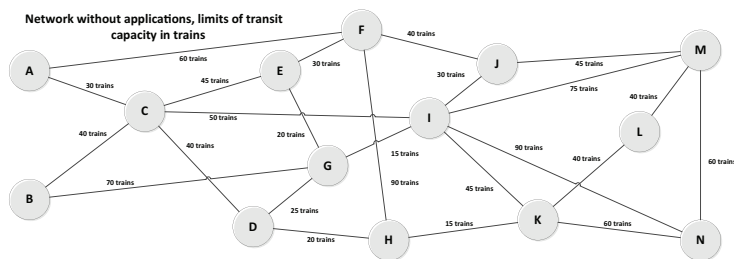 Network without applications, limits of transit
capacity in trains
F
40 trains
M
60 trains
J
45 trains
A
E
30 trains
30 trains
45 trains
30 trains
75 trains
C
50 trains
I
40 trains
L
40 trains
40 trains
20 trains
15 trains
90 trains
40 trains
G
70 trains
90 trains
45 trains
60 trains
B
25 trains
K
D
20 trains
H
15 trains
60 trains
N